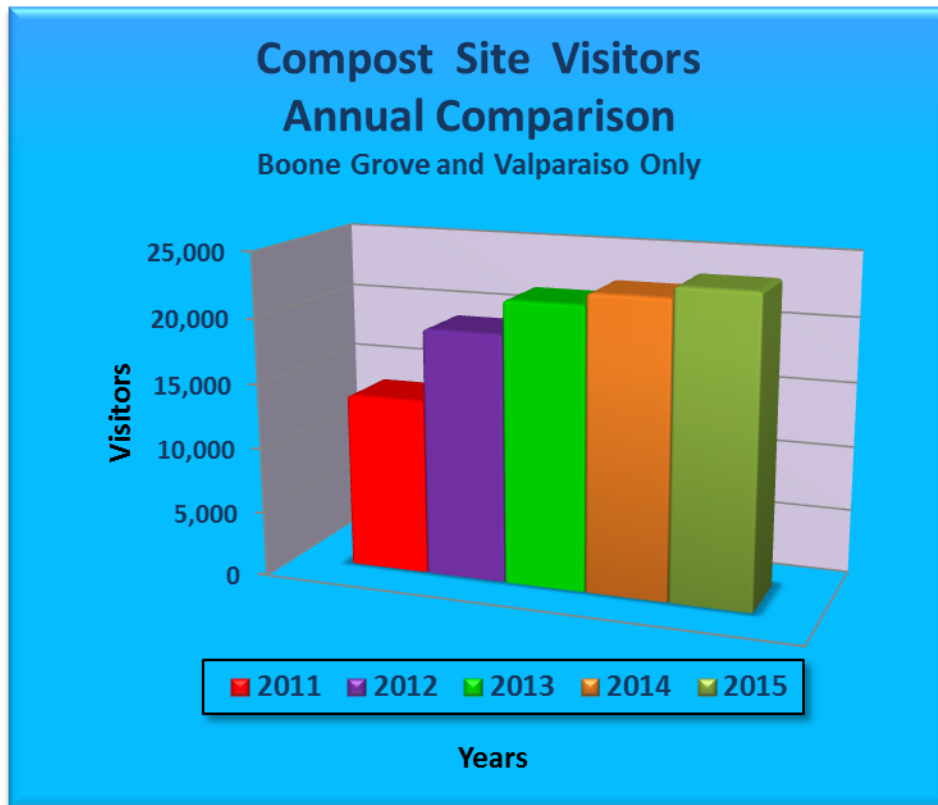 Compost Site Visitors
Annual Comparison
Boone Grove and Valparaiso Only
25,000
20,000
15,000
10,000
5,000
0
Visitors
2011 2012 2013 2014 2015
Years